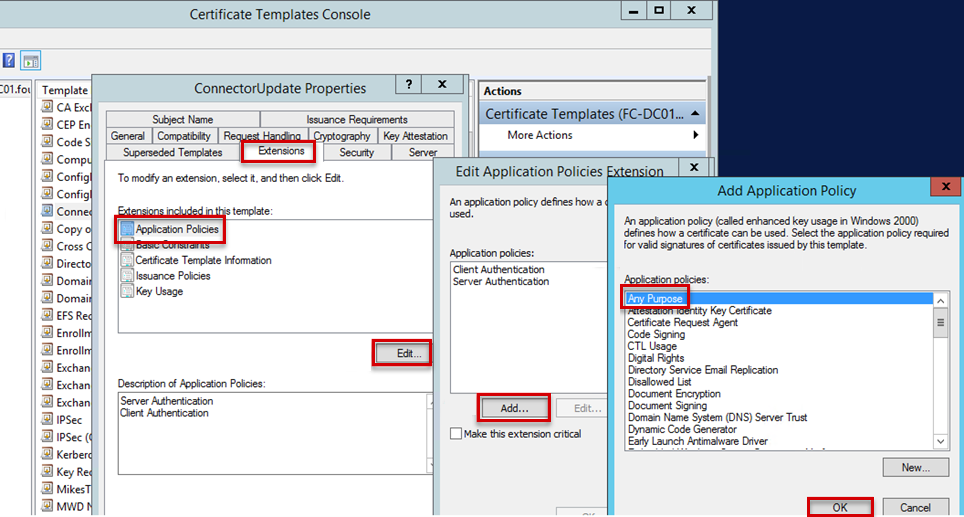 Certificate Templates Console
C01.fou
Template
CA Exc
CEP En
Code S
Compu
Config
Config
Connec
Copy o
Cross C
Directo
Domain
Domain
EFS Rec
Enrollm
Enrollm
Exchan
Exchan
Exchan
IPSec
IPSec (C
Kerbero
Key Rec
MikesT
MWD N
ConnectorUpdate Properties
?
X
Subject Name
Issuance Requirements
General
Compatibility
Request Handling
Cryptography
Key Attestation
Superseded Templates
Extensions
Security
Server
To modify an extension, select it, and then click Edit.
Extensions included in this template:
Application Policies
Basic Constraints
Certificate Template Information
Issuance Policies
Key Usage
Edit...
Description of Application Policies:
Server Authentication
Client Authentication
Actions
Certificate Templates (FC-DC01...
More Actions
Edit Application Policies Extension
An application policy defines how a c
used.
Application policies:
Client Authentication
Server Authentication
Add...
Edit...
Make this extension critical
OK
Add Application Policy
An application policy (called enhanced key usage in Windows 2000)
defines how a certificate can be used. Select the application policy required
for valid signatures of certificates issued by this template.
Application policies:
Any Purpose
Attestation Identity Key Certificate
Certificate Request Agent
Code Signing
CTL Usage
Digital Rights
Directory Service Email Replication
Disallowed List
Document Encryption
Document Signing
Domain Name System (DNS) Server Trust
Dynamic Code Generator
Early Launch Antimalware Driver
New...
OK
Cancel